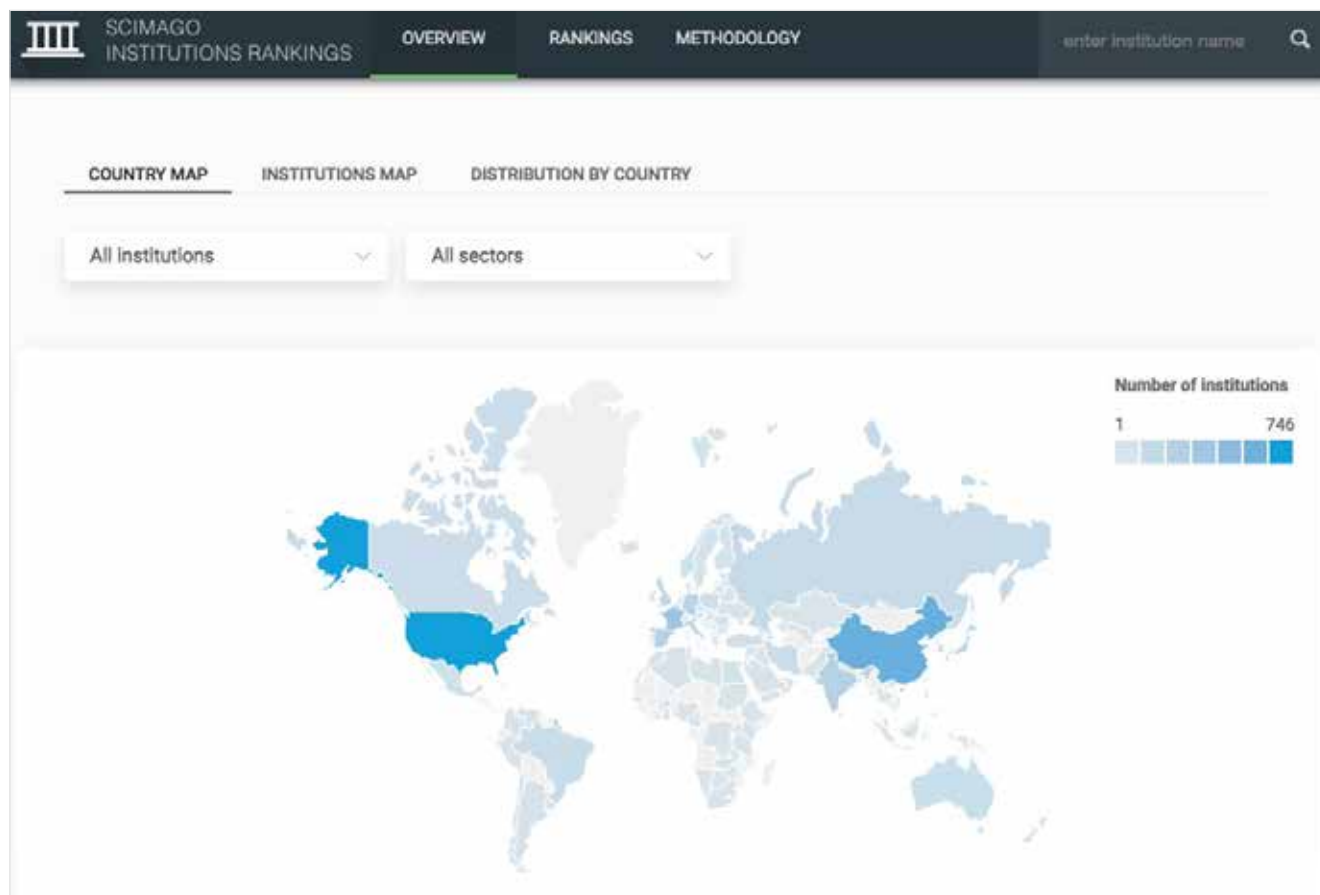 SCIMAGO
INSTITUTIONS RANKINGS
OVERVIEW RANKINGS METHODOLOGY
enter institution name
COUNTRY MAP INSTITUTIONS MAP DISTRIBUTION BY COUNTRY
All institutions All sectors
Number of institutions
1 746